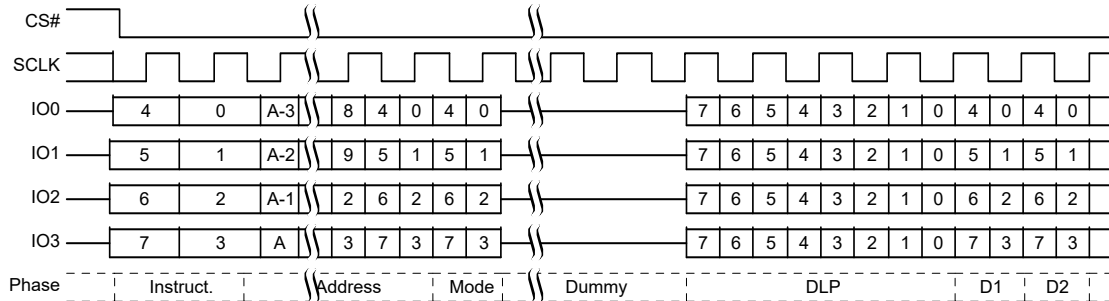 CS#
SCLK
IO0 4 0 A-3 8 4 0 4 0 7 6 5 4 3 2 1 0 4 0 4 0
IO1 5 1 A-2 9 5 1 5 1 7 6 5 4 3 2 1 0 5 1 5 1
IO2 6 2 A-1 2 6 2 6 2 7 6 5 4 3 2 1 0 6 2 6 2
IO3 7 3 A 3 7 3 7 3 7 6 5 4 3 2 1 0 7 3 7 3
Phase Instruct. Address Mode Dummy DLP D1 D2